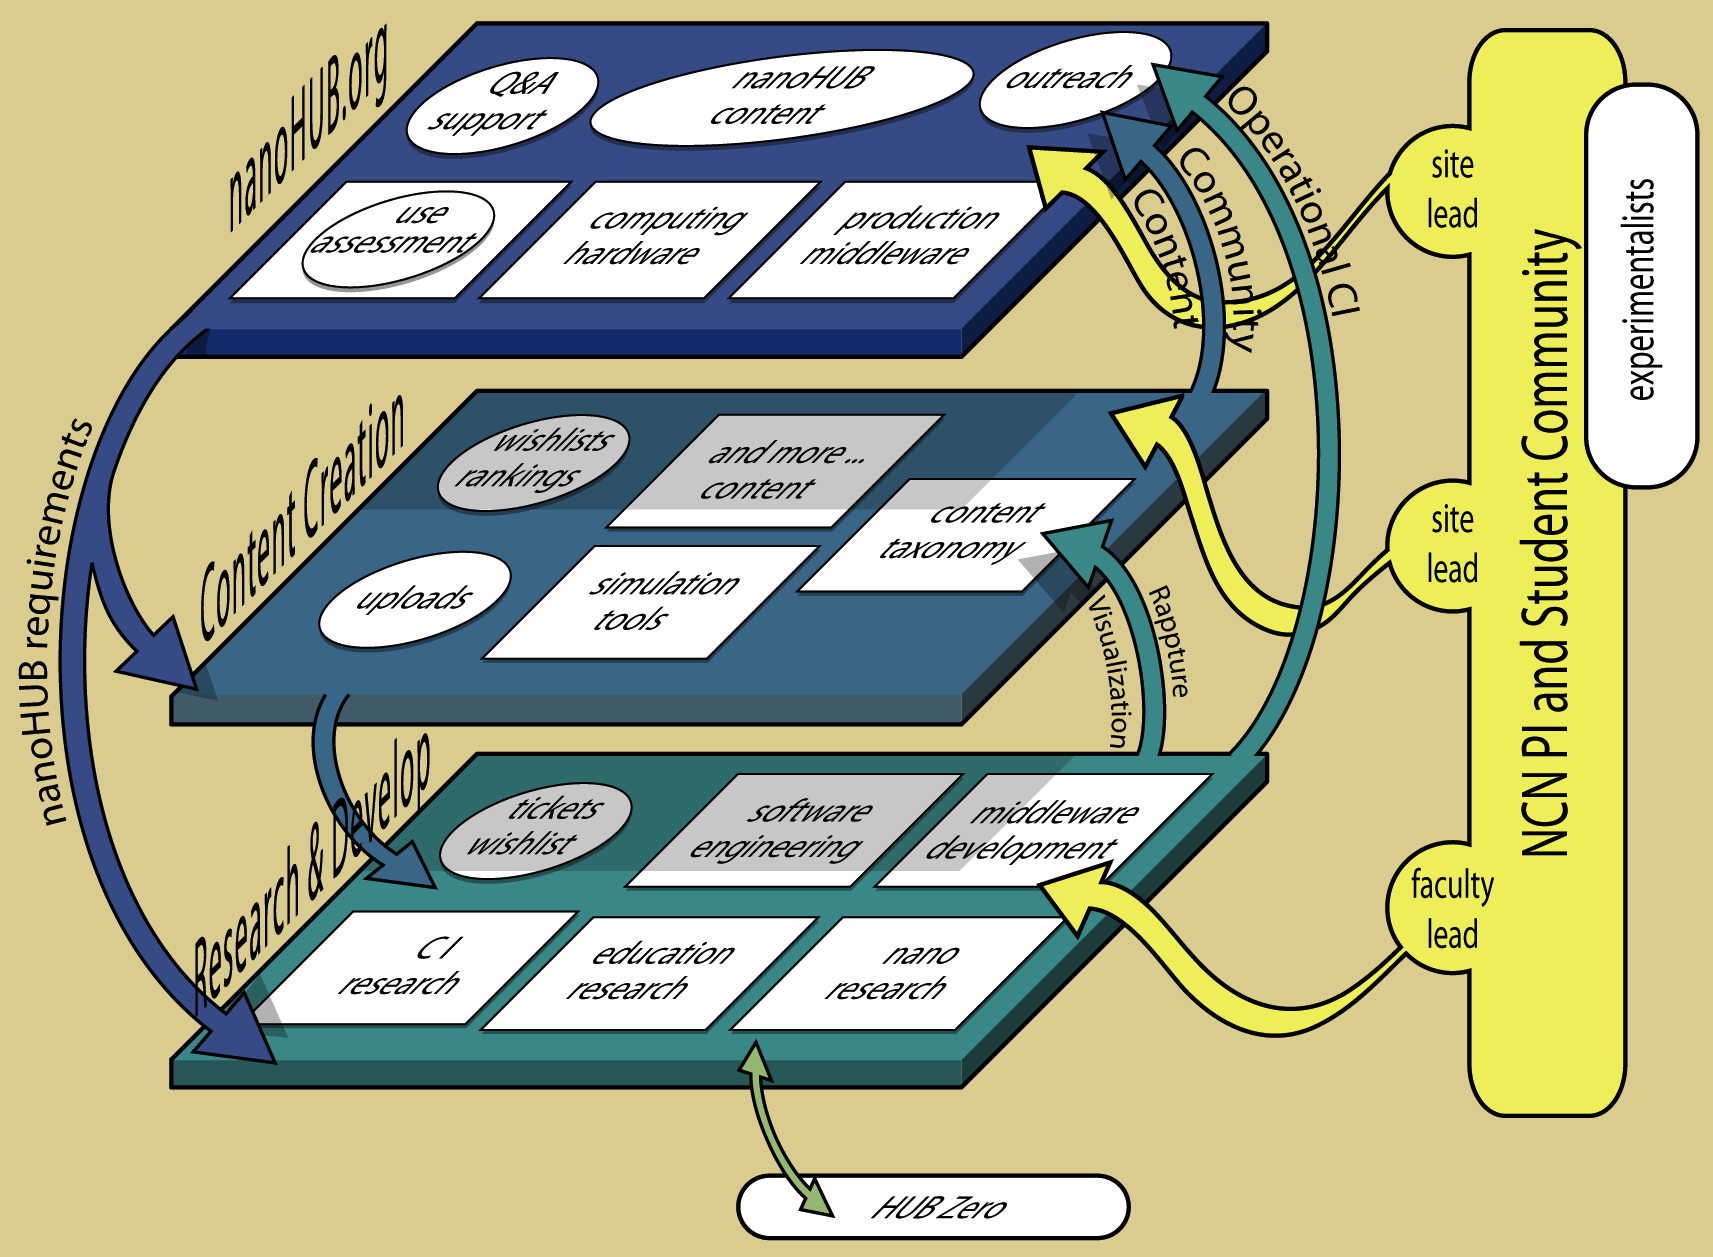 nanoHUB.org
Q&A
support
nanoHUB
content
outreach
use
assessment
computing
hardware
production
middleware
Operational CI
Community
Content
nanoHUB requirements
Content Creation
wishlists
rankings
and more ...
content
content
taxonomy
uploads
simulation
tools
Rappture
Visualization
Research & Develop
tickets
wishlist
software
engineering
middleware
development
CI
research
education
research
nano
research
HUB Zero
site
lead
site
lead
faculty
lead
NCN PI and Student Community
experimentalists